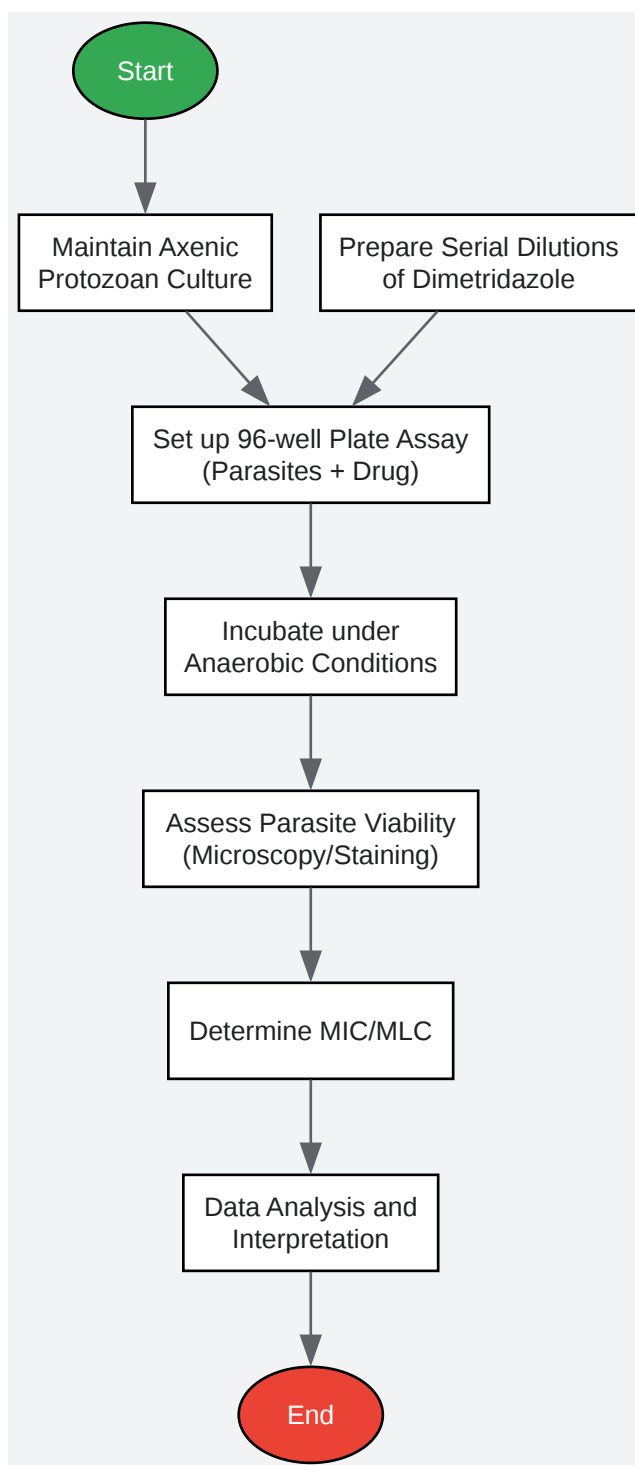 Start
Maintain Axenic
Protozoan Culture
Prepare Serial Dilutions
of Dimetridazole
Set up 96-well Plate Assay
(Parasites + Drug)
Incubate under
Anaerobic Conditions
Assess Parasite Viability
(Microscopy/Staining)
Determine MIC/MLC
Data Analysis and
Interpretation
End